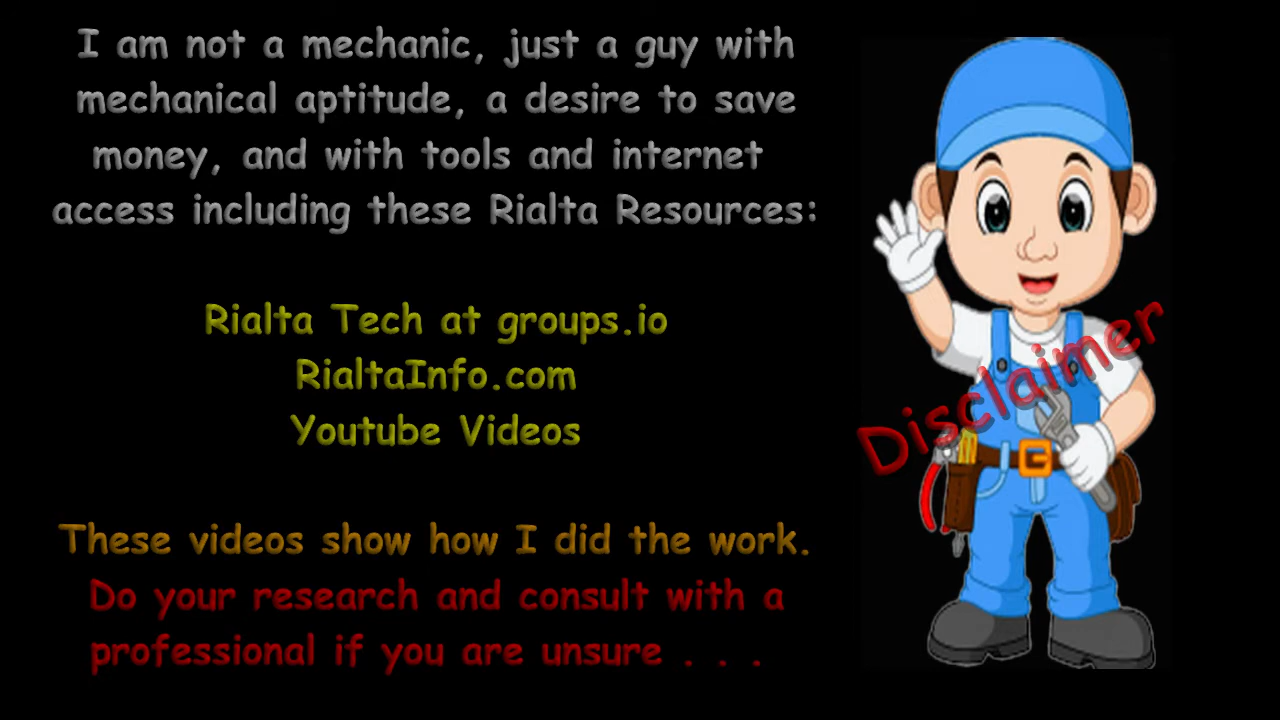 I am not a mechanic, just a guy with
mechanical aptitude, a desire to save
money, and with tools and internet
access including these Rialta Resources:
Rialta Tech at groups.io
RialtaInfo.com
Youtube Videos
These videos show how I did the work.
Do your research and consult with a
professional if you are unsure . . .
Disclaimer